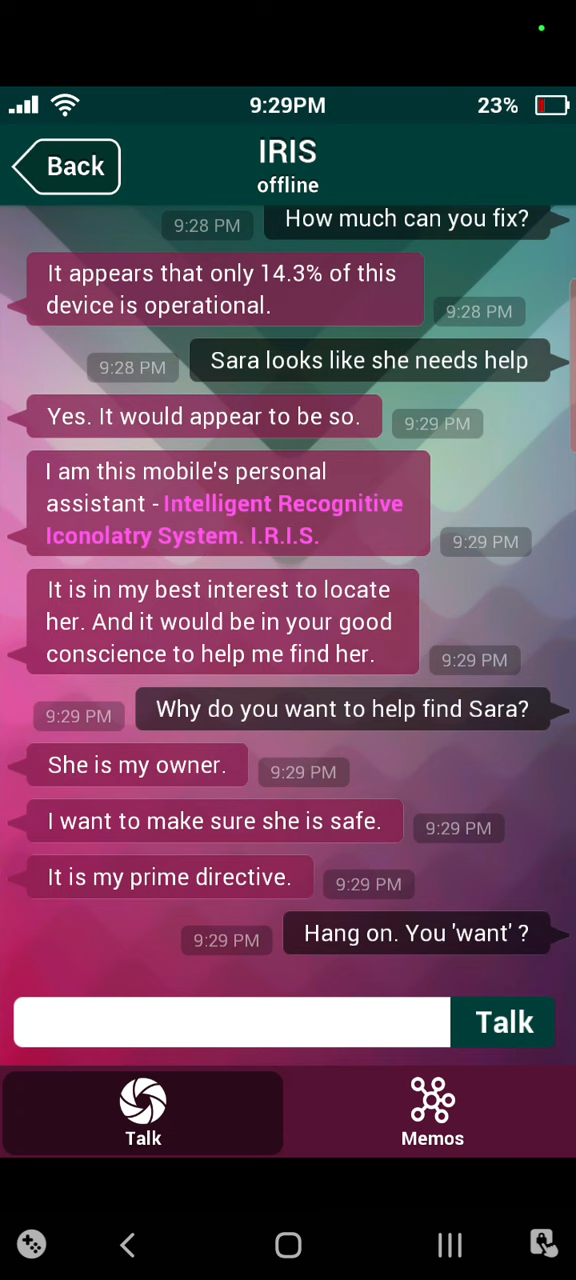 9:29PM
23%
Back
IRIS
offline
9:28 PM
How much can you fix?
It appears that only 14.3% of this
device is operational.
9:28 PM
9:28 PM
Sara looks like she needs help
Yes. It would appear to be so.
9:29 PM
I am this mobile's personal
assistant - Intelligent Recognitive
Iconolatry System. I.R.I.S.
9:29 PM
It is in my best interest to locate
her. And it would be in your good
conscience to help me find her.
9:29 PM
9:29 PM
Why do you want to help find Sara?
She is my owner.
9:29 PM
I want to make sure she is safe.
9:29 PM
It is my prime directive.
9:29 PM
9:29 PM
Hang on. You 'want' ?
Talk
Talk
Memos